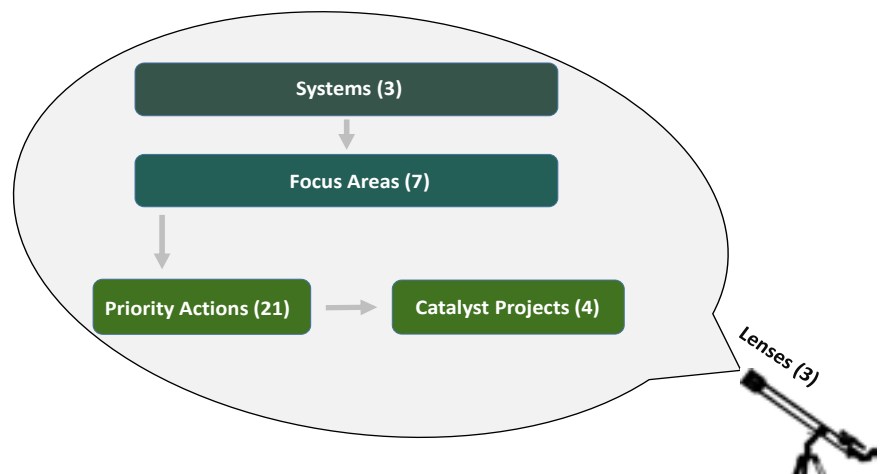 Systems (3)
Focus Areas (7)
Priority Actions (21)
Catalyst Projects (4)
Lenses (3)